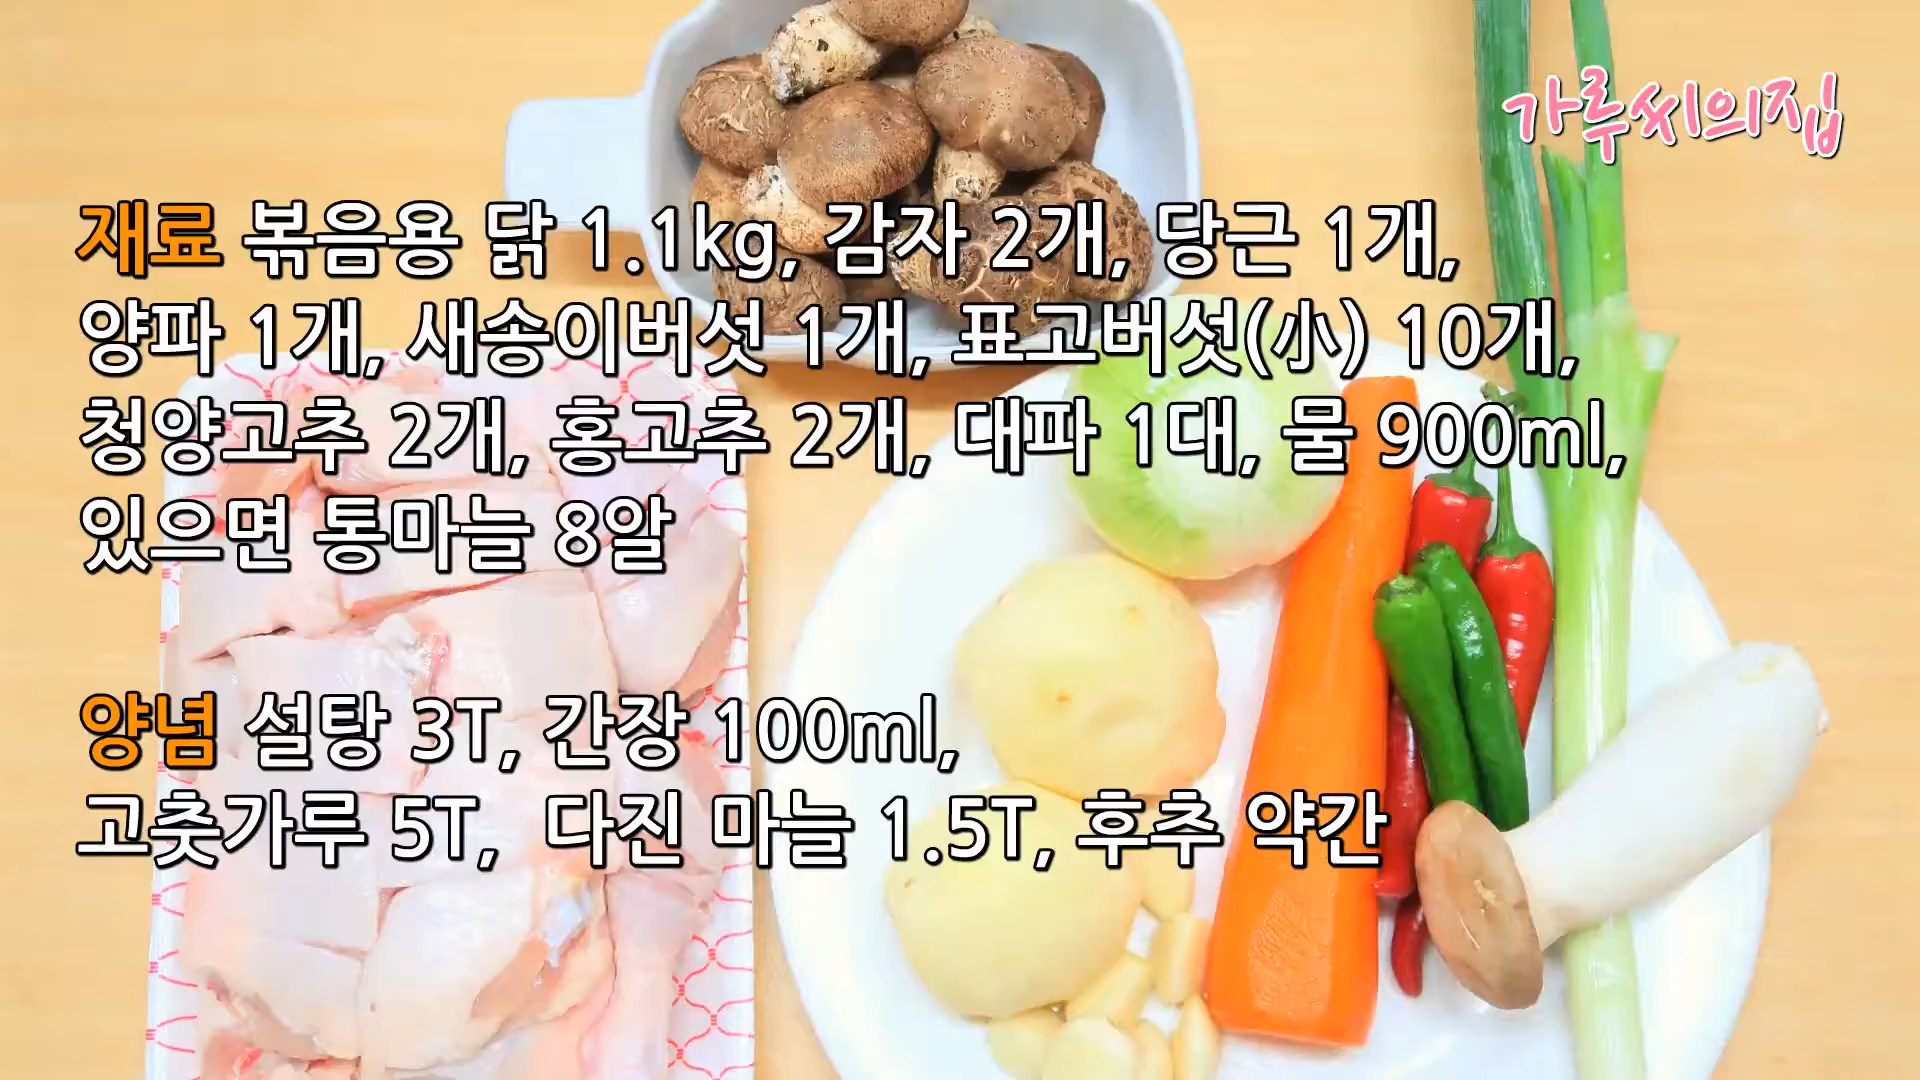 가루씨의집
재료 볶음용 닭 1.1kg, 감자 2개, 당근 1개,
양파 1개, 새송이버섯 1개, 표고버섯(小) 10개,
청양고추 2개, 홍고추 2개, 대파 1대, 물 900ml,
있으면 통마늘 8알
양념 설탕 3T, 간장 100ml,
고춧가루 5T, 다진 마늘 1.5T, 후추 약간